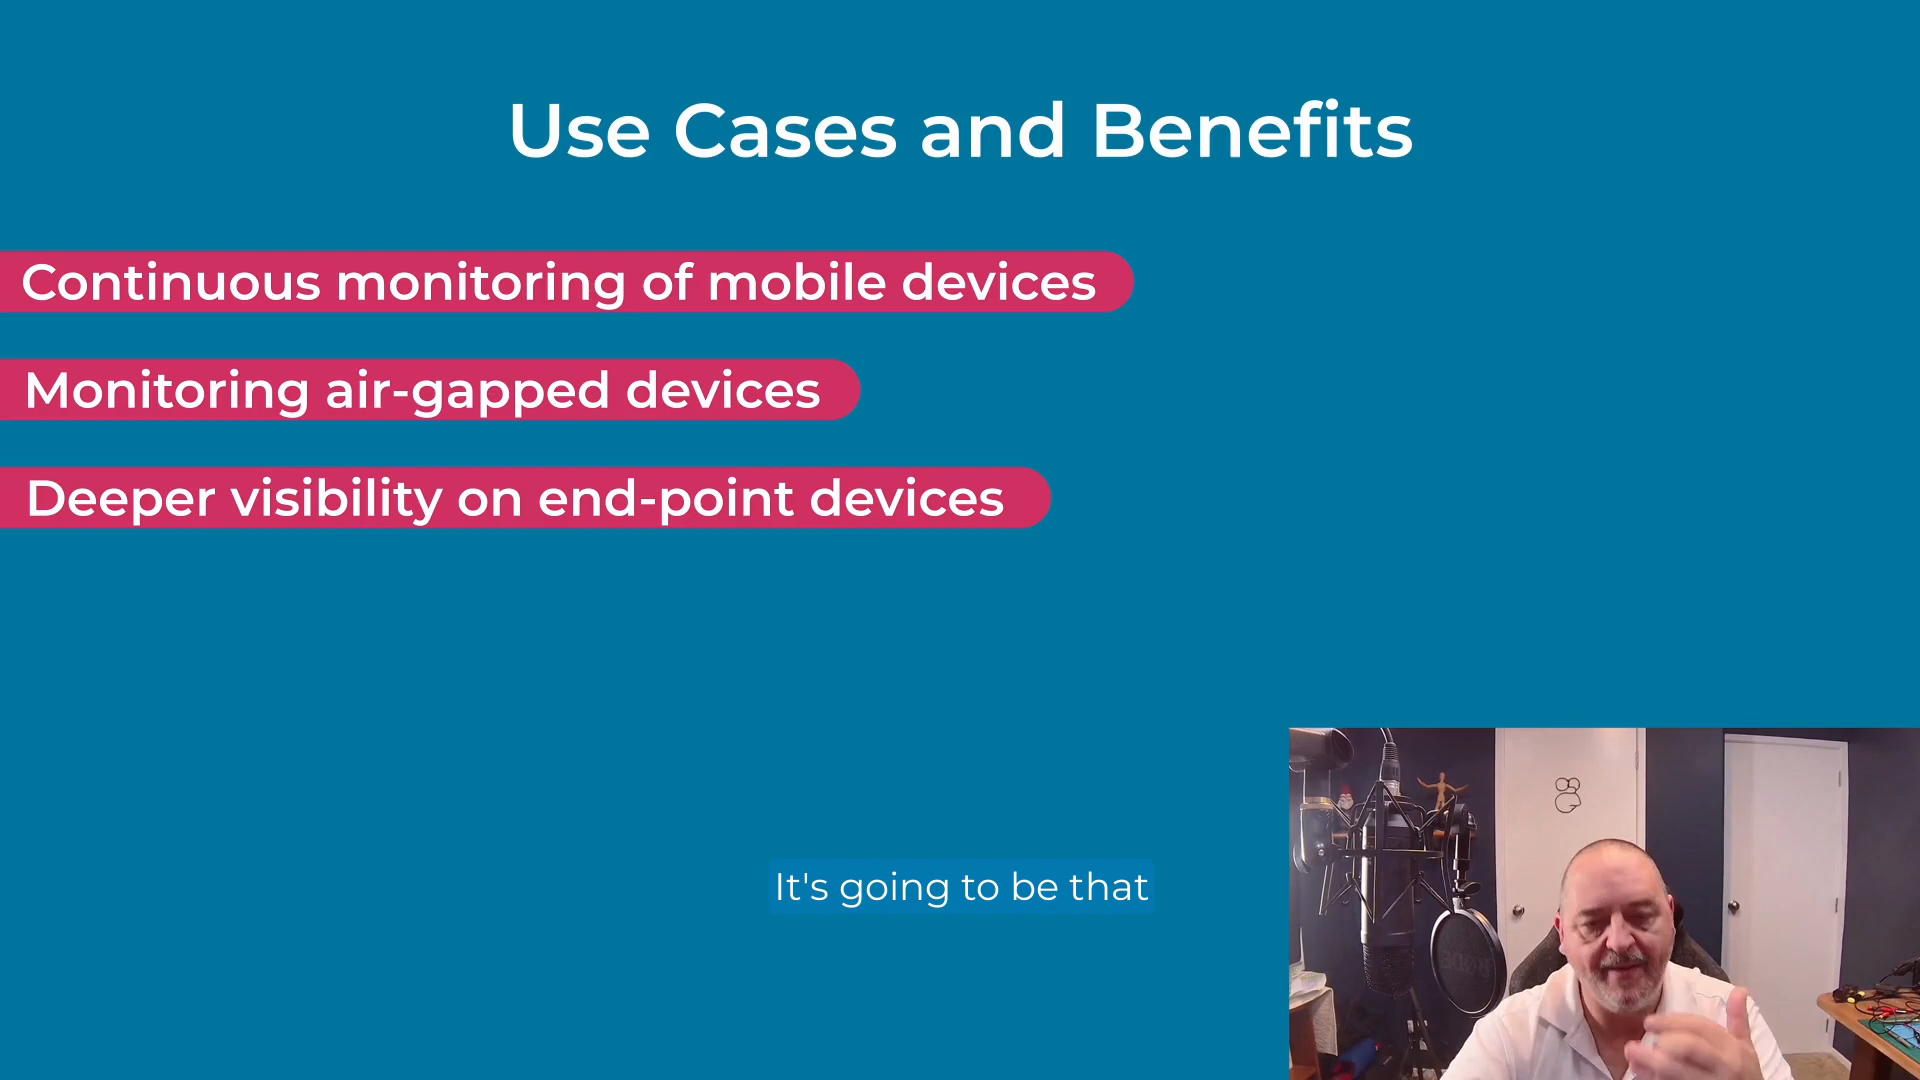 Use Cases and Benefits
Continuous monitoring of mobile devices
Monitoring air-gapped devices
Deeper visibility on end-point devices
It's going to be that
RØDE